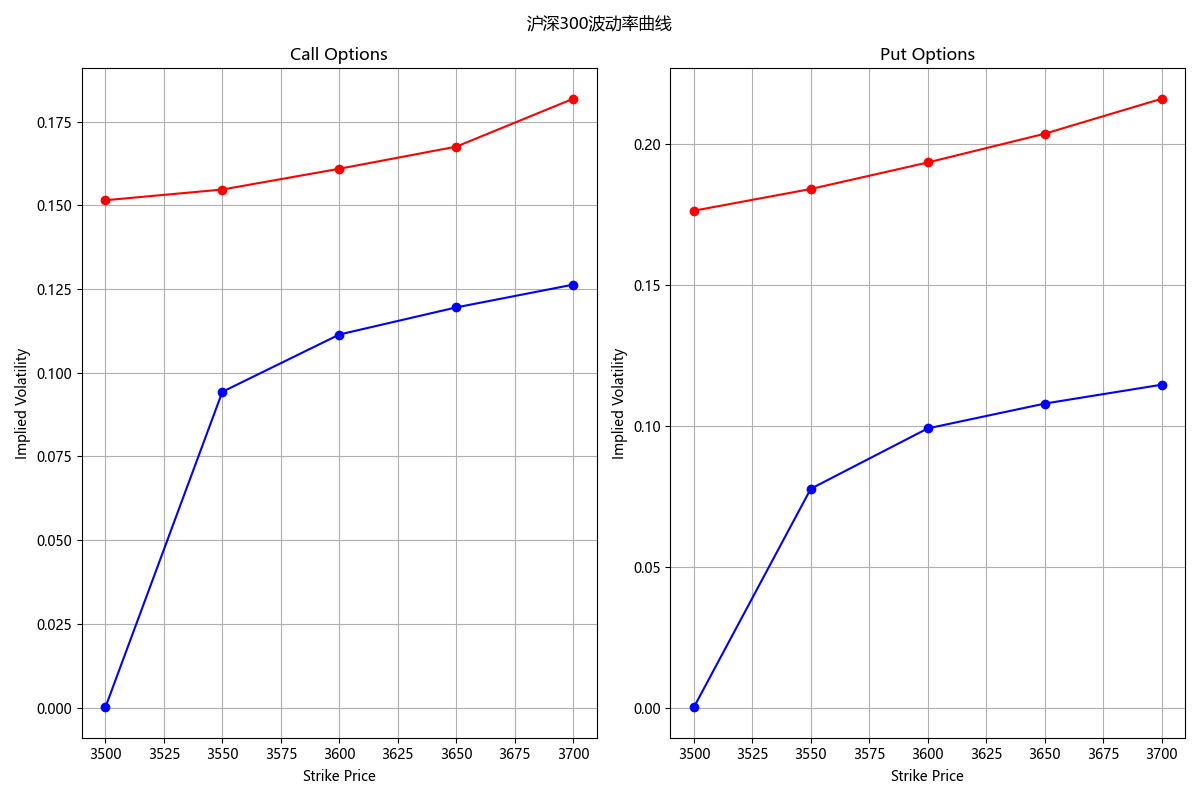 沪深300波动率曲线
Call Options
Implied Volatility
0.175
0.150
0.125
0.100
0.075
0.050
0.025
0.000
3500 3525 3550 3575 3600 3625 3650 3675 3700
Strike Price
Put Options
Implied Volatility
0.20
0.15
0.10
0.05
0.00
3500 3525 3550 3575 3600 3625 3650 3675 3700
Strike Price